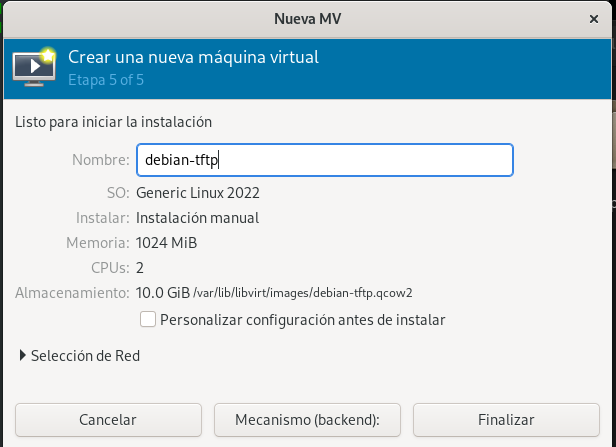 Nueva MV
Crear una nueva máquina virtual
Etapa 5 of 5
Listo para iniciar la instalación
Nombre: debian-tftp
SO: Generic Linux 2022
Instalar: Instalación manual
Memoria: 1024 MiB
CPUs: 2
Almacenamiento: 10.0 GiB /var/lib/libvirt/images/debian-tftp.qcow2
Personalizar configuración antes de instalar
Selección de Red
Cancelar Mecanismo (backend): Finalizar